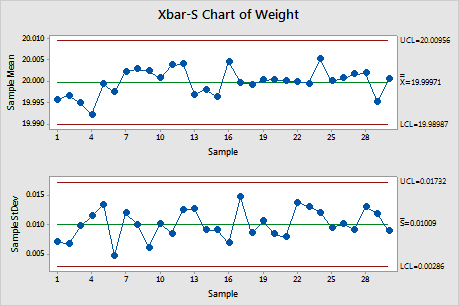 Xbar-S Chart of Weight
Sample Mean
20.010
20.005
20.000
19.995
19.990
UCL=20.00956
X̿=19.99971
LCL=19.98987
1 4 7 10 13 16 19 22 25 28
Sample
Sample StDev
0.015
0.010
0.005
UCL=0.01732
S̅=0.01009
LCL=0.00286
1 4 7 10 13 16 19 22 25 28
Sample